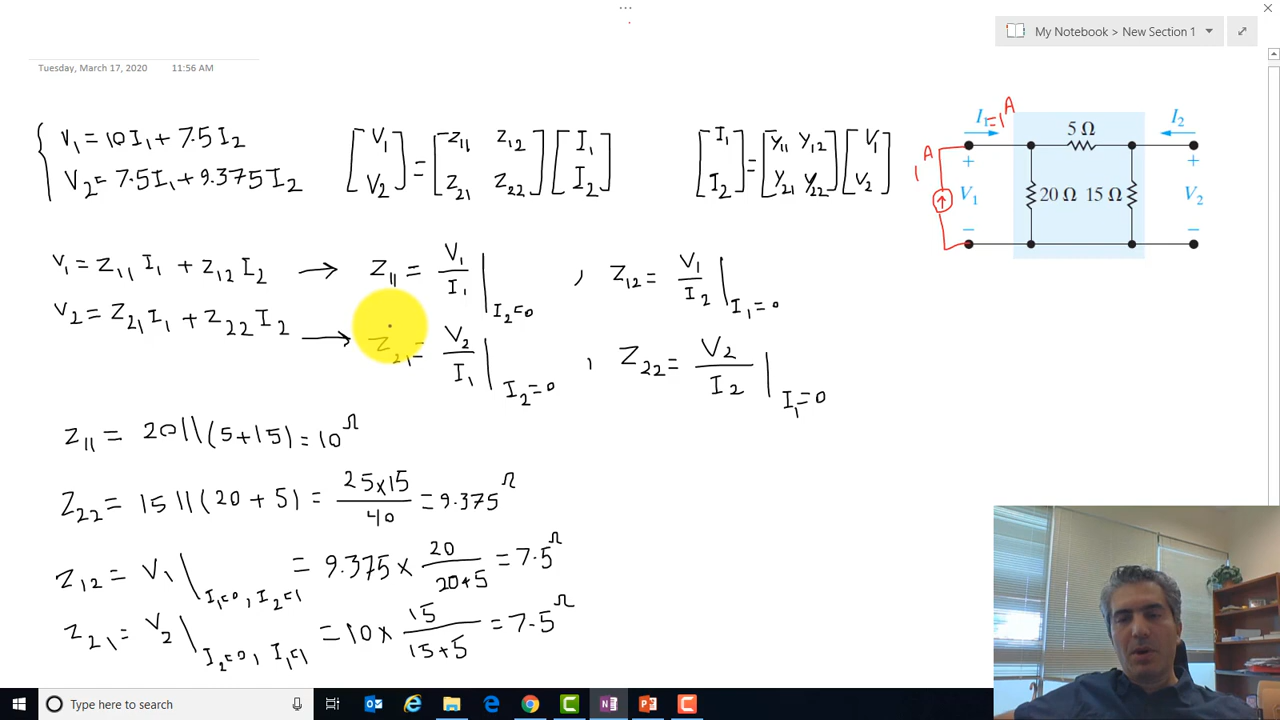 ...
My Notebook > New Section 1
Tuesday, March 17, 2020 11:56 AM
V1 = 10 I1 + 7.5 I2
V2 = 7.5 I1 + 9.375 I2
[V1 V2] = [Z11 Z12 Z21 Z22] [I1 I2]
[I1 I2] = [Y11 Y12 Y21 Y22] [V1 V2]
I1 = 1 A
5 Ω
I2
1 A
+
V1
−
20 Ω 15 Ω
+
V2
−
V1 = Z11 I1 + Z12 I2 → Z11 = V1/I1 | I2=0 , Z12 = V1/I2 | I1=0
V2 = Z21 I1 + Z22 I2 → Z21 = V2/I1 | I2=0 , Z22 = V2/I2 | I1=0
Z11 = 20||(5+15) = 10 Ω
Z22 = 15||(20+5) = 25×15/40 = 9.375 Ω
Z12 = V1 | I1=0, I2=1 = 9.375 × 20/20+5 = 7.5 Ω
Z21 = V2 | I2=0, I1=1 = 10 × 15/15+5 = 7.5 Ω
Type here to search